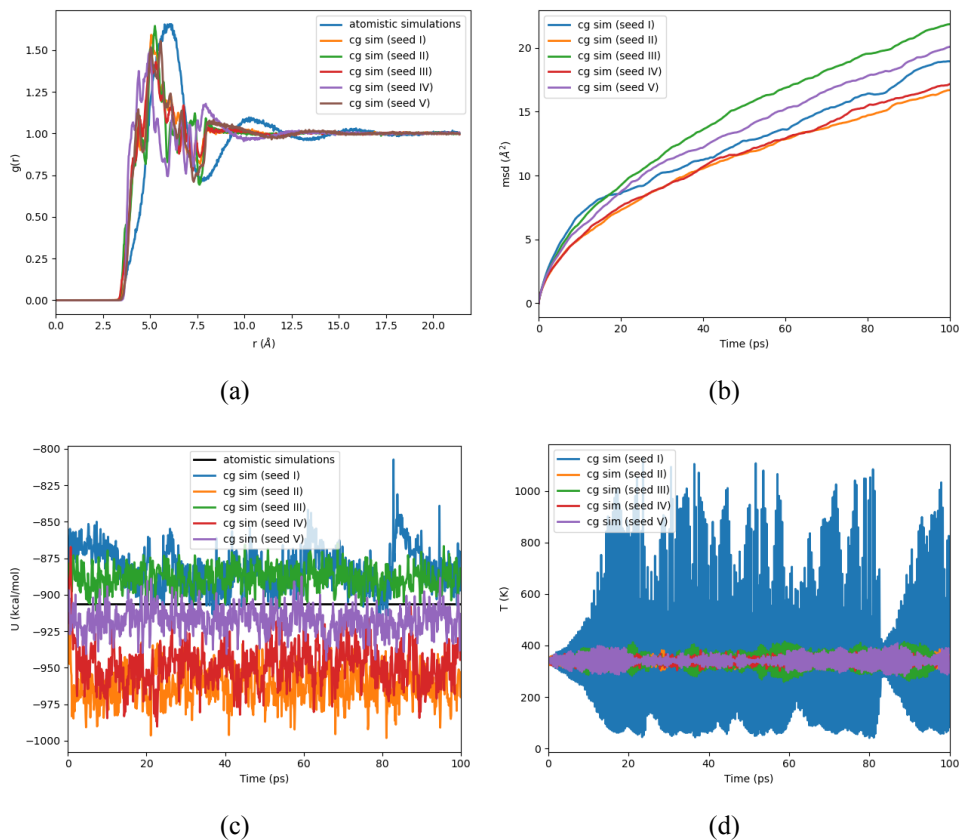 1.50
1.25
1.00
0.75
0.50
0.25
0.00
g(r)
0.0 2.5 5.0 7.5 10.0 12.5 15.0 17.5 20.0
r (Å)
atomistic simulations
cg sim (seed I)
cg sim (seed II)
cg sim (seed III)
cg sim (seed IV)
cg sim (seed V)
(a)
20
15
10
5
0
msd (Å²)
0 20 40 60 80 100
Time (ps)
cg sim (seed I)
cg sim (seed II)
cg sim (seed III)
cg sim (seed IV)
cg sim (seed V)
(b)
−800
−825
−850
−875
−900
−925
−950
−975
−1000
U (kcal/mol)
0 20 40 60 80 100
Time (ps)
atomistic simulations
cg sim (seed I)
cg sim (seed II)
cg sim (seed III)
cg sim (seed IV)
cg sim (seed V)
(c)
1000
800
600
400
200
0
T (K)
0 20 40 60 80 100
Time (ps)
cg sim (seed I)
cg sim (seed II)
cg sim (seed III)
cg sim (seed IV)
cg sim (seed V)
(d)